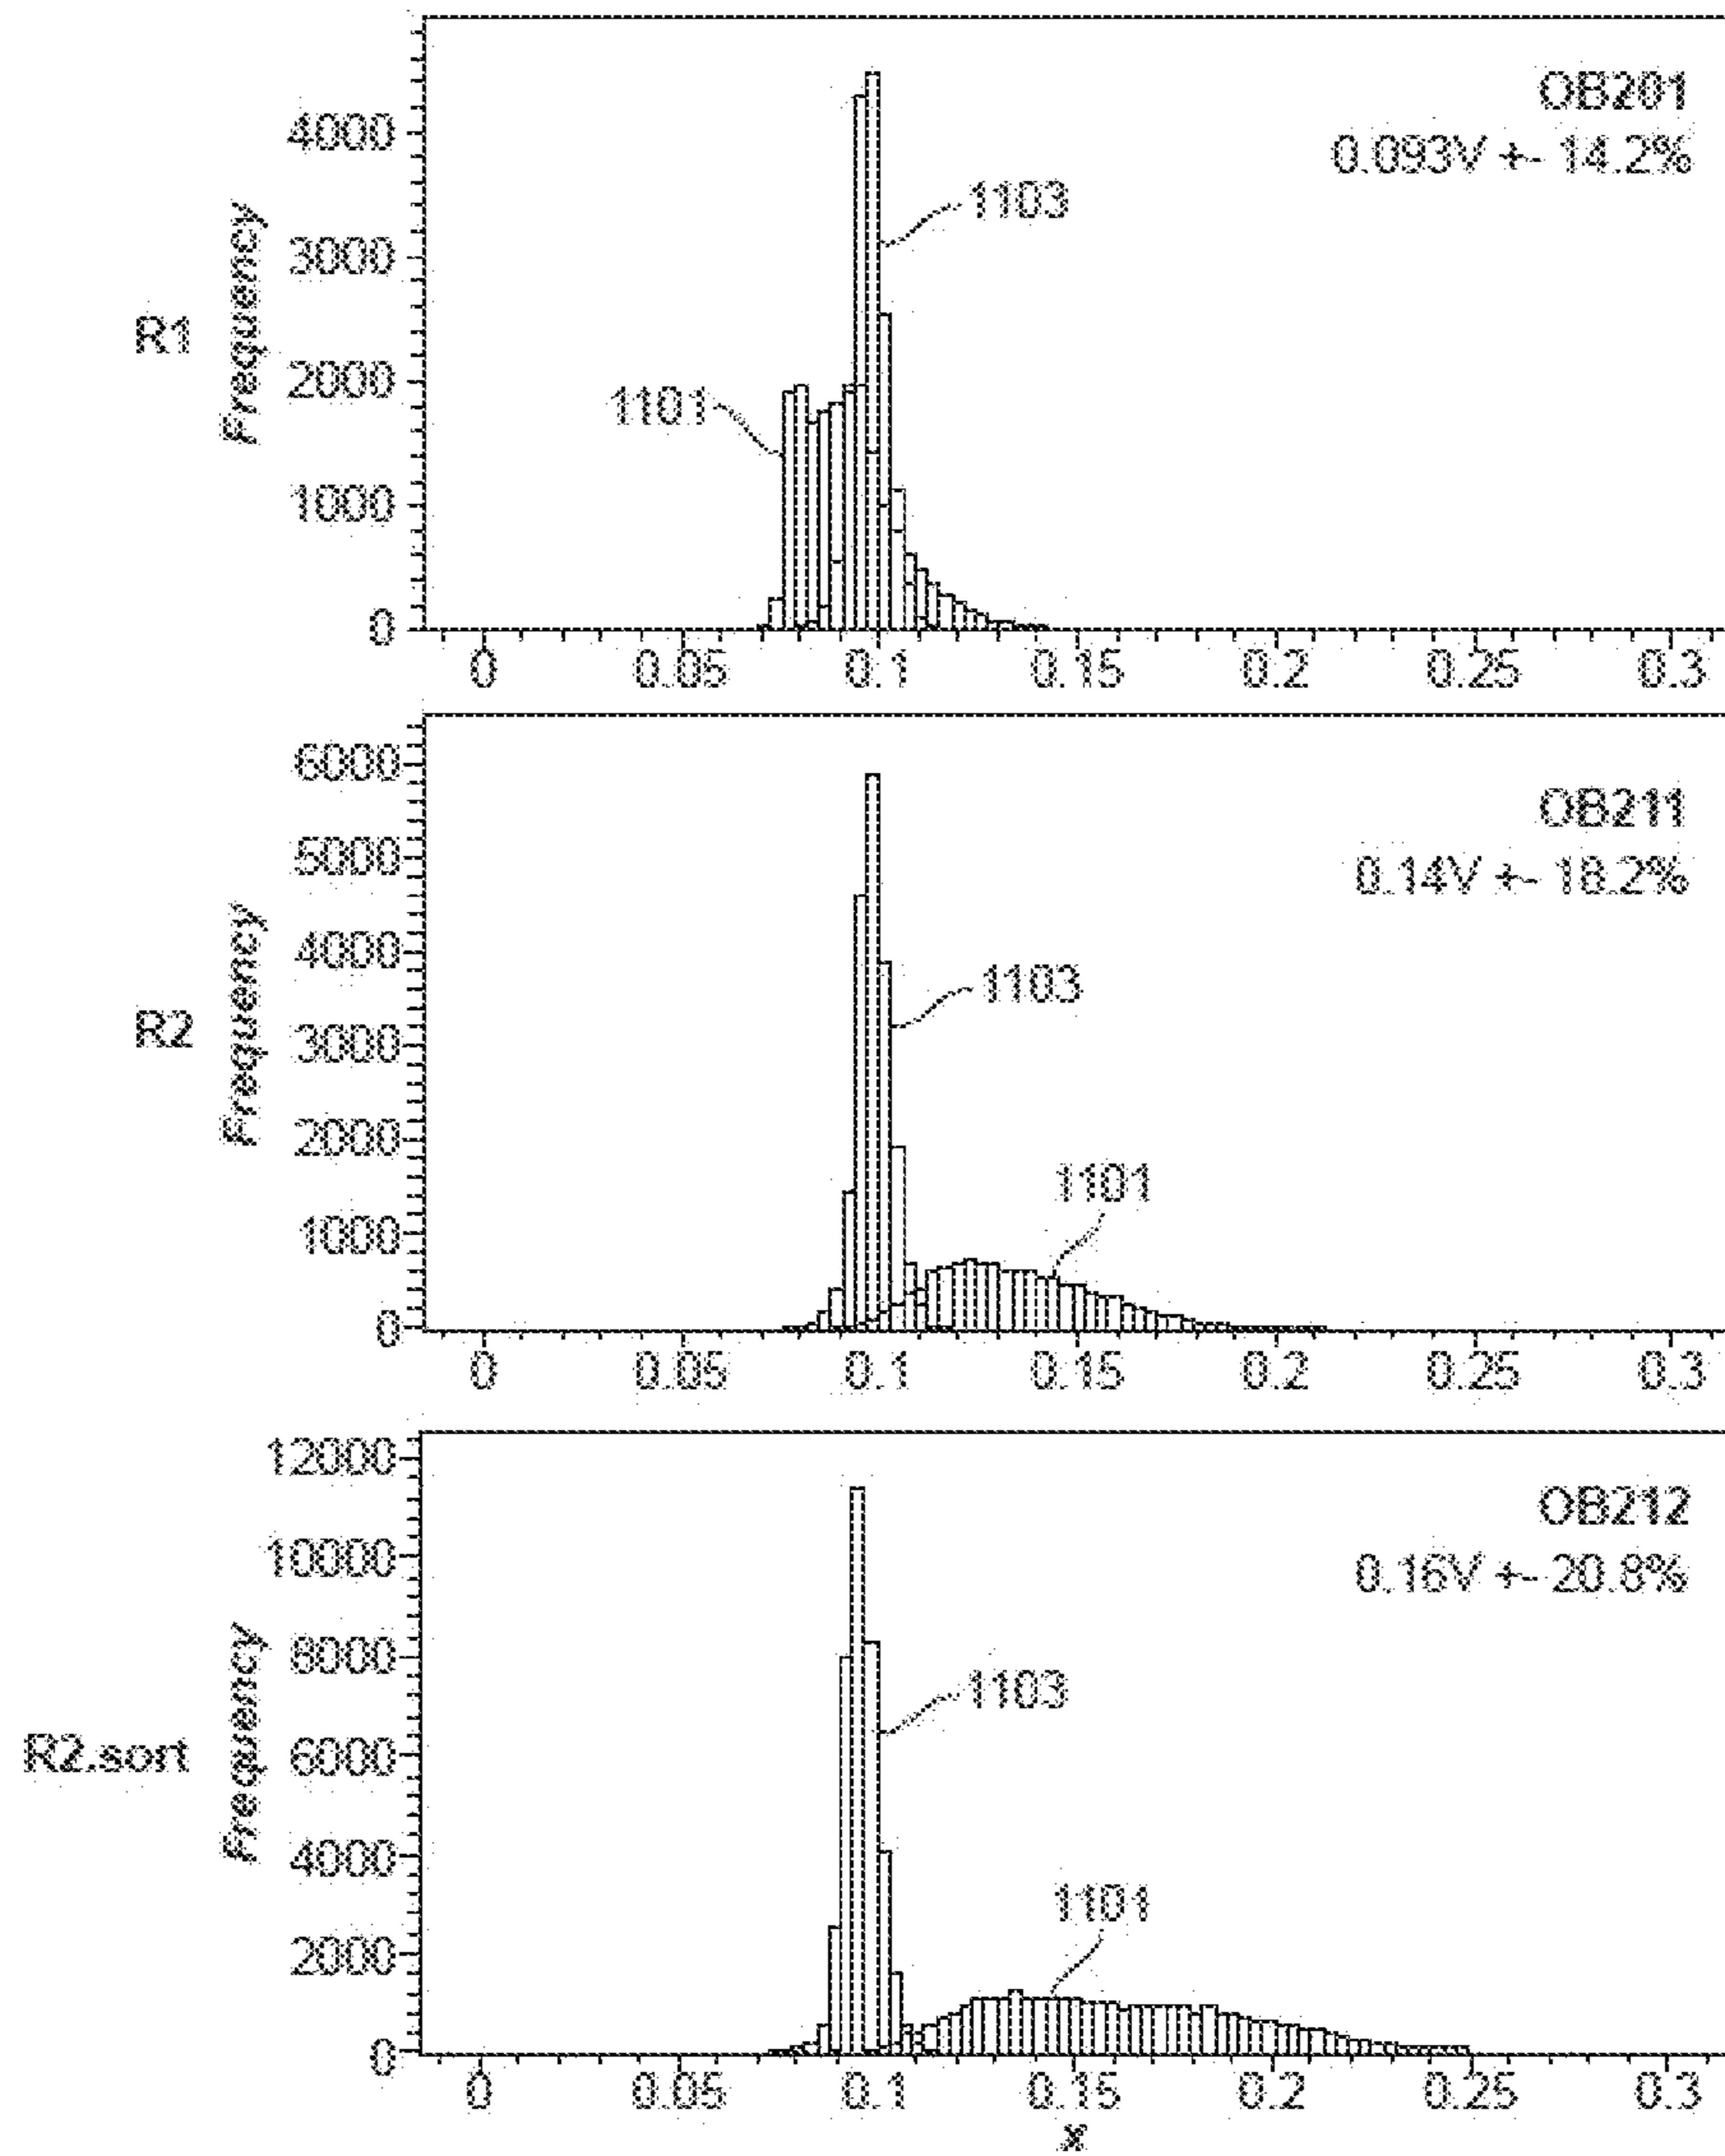 OB201
0.093V +- 14.2%
4000
3000
2000
1000
0
R1
Frequency
1103
1101
0 0.05 0.1 0.15 0.2 0.25 0.3
OB211
0.14V +- 18.2%
6000
5000
4000
3000
2000
1000
0
R2
Frequency
1103
1101
0 0.05 0.1 0.15 0.2 0.25 0.3
OB212
0.16V +- 20.8%
12000
10000
8000
6000
4000
2000
0
R2.sort
Frequency
1103
1101
0 0.05 0.1 0.15 0.2 0.25 0.3
x